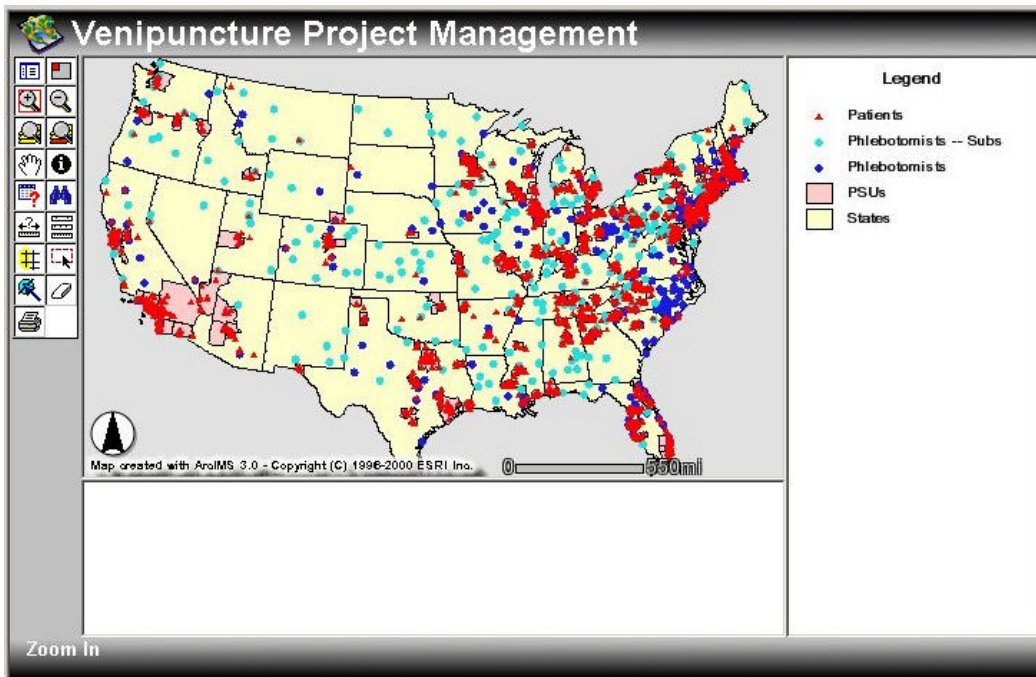 Venipuncture Project Management
Legend
Patients
Phlebotomists -- Subs
Phlebotomists
PSUs
States
Map created with ArcIMS 3.0 - Copyright (C) 1996-2000 ESRI Inc.
0 550mi
Zoom In